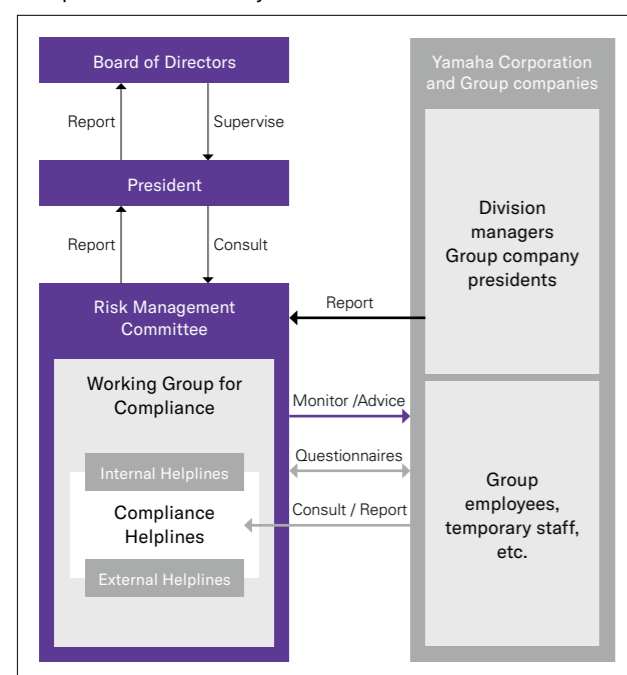 Board of Directors
Report
Supervise
President
Report
Consult
Risk Management
Committee
Working Group for
Compliance
Internal Helplines
Compliance
Helplines
External Helplines
Report
Monitor /Advice
Questionnaires
Consult / Report
Yamaha Corporation
and Group companies
Division
managers
Group company
presidents
Group
employees,
temporary staff,
etc.